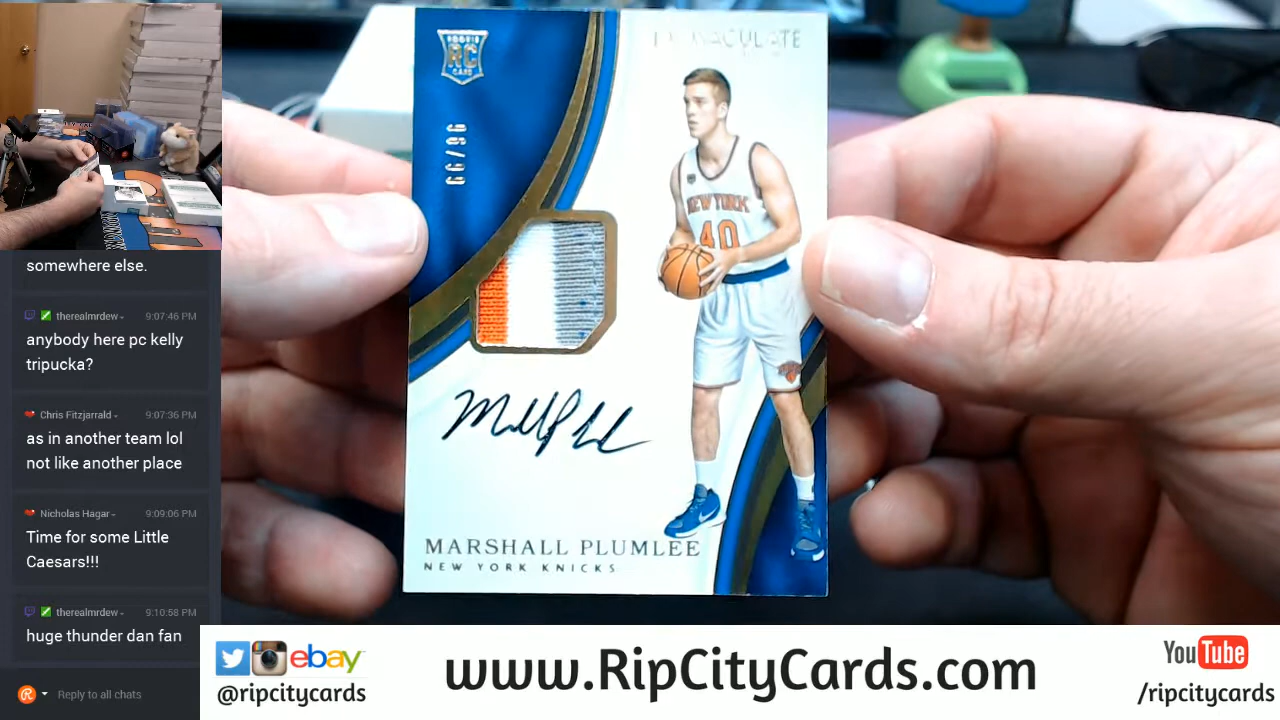 somewhere else.
therealmrdew
9:07:46 PM
anybody here pc kelly
tripucka?
Chris Fitzjarrald
9:07:36 PM
as in another team lol
not like another place
Nicholas Hagar
9:09:06 PM
Time for some Little
Caesars!!!
therealmrdew
9:10:58 PM
huge thunder dan fan
Reply to all chats
ROOKIE
RC
CARD
IMMACULATE
NEW YORK
40
MARSHALL PLUMLEE
NEW YORK KNICKS
ebay
@ripcitycards
www.RipCityCards.com
YouTube
/ripcitycards